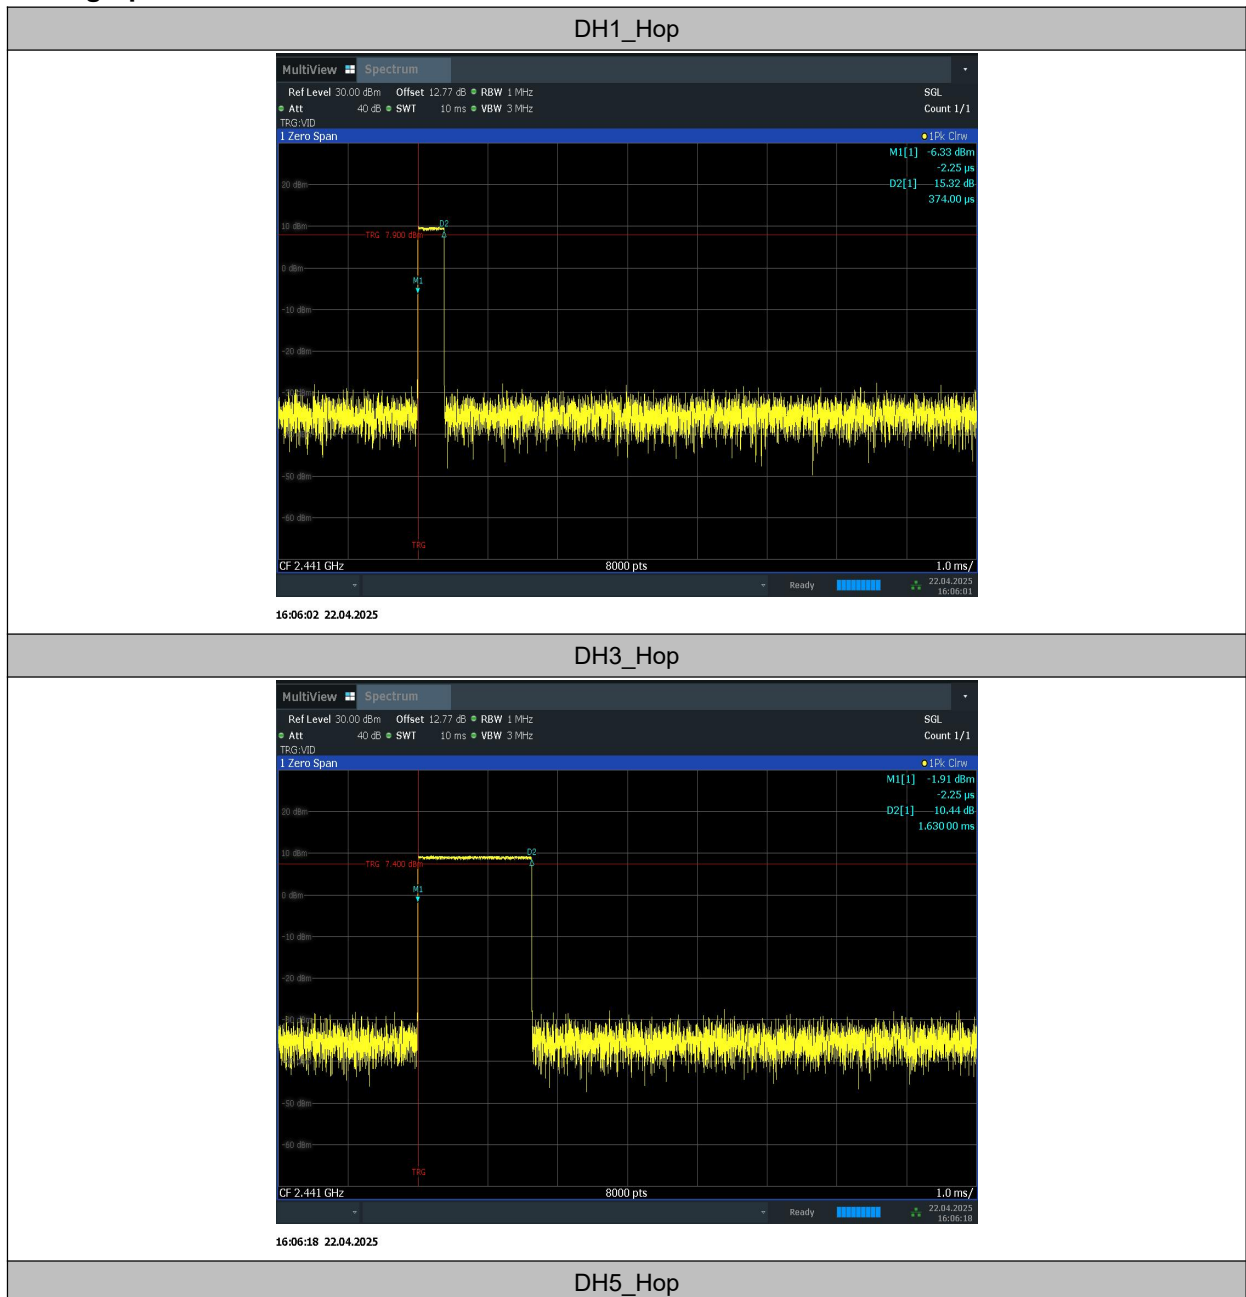 DH1_Hop
MultiView Spectrum
Ref Level 30.00 dBm Offset 12.77 dB RBW 1 MHz SGL
Att 40 dB SWT 10 ms VBW 3 MHz Count 1/1
TRG:VID
1 Zero Span 1Pk Clrw
M1[1] -6.33 dBm
-2.25 µs
20 dBm D2[1] 15.32 dB
374.00 µs
10 dBm D2
TRG 7.900 dBm
0 dBm
M1
-10 dBm
-20 dBm
-50 dBm
-60 dBm
TRG
CF 2.441 GHz 8000 pts 1.0 ms/
Ready 22.04.2025
16:06:01
16:06:02 22.04.2025
DH3_Hop
MultiView Spectrum
Ref Level 30.00 dBm Offset 12.77 dB RBW 1 MHz SGL
Att 40 dB SWT 10 ms VBW 3 MHz Count 1/1
TRG:VID
1 Zero Span 1Pk Clrw
M1[1] -1.91 dBm
-2.25 µs
20 dBm D2[1] 10.44 dB
1.630 00 ms
10 dBm D2
TRG 7.400 dBm
M1
0 dBm
-10 dBm
-20 dBm
-50 dBm
-60 dBm
TRG
CF 2.441 GHz 8000 pts 1.0 ms/
Ready 22.04.2025
16:06:18
16:06:18 22.04.2025
DH5_Hop